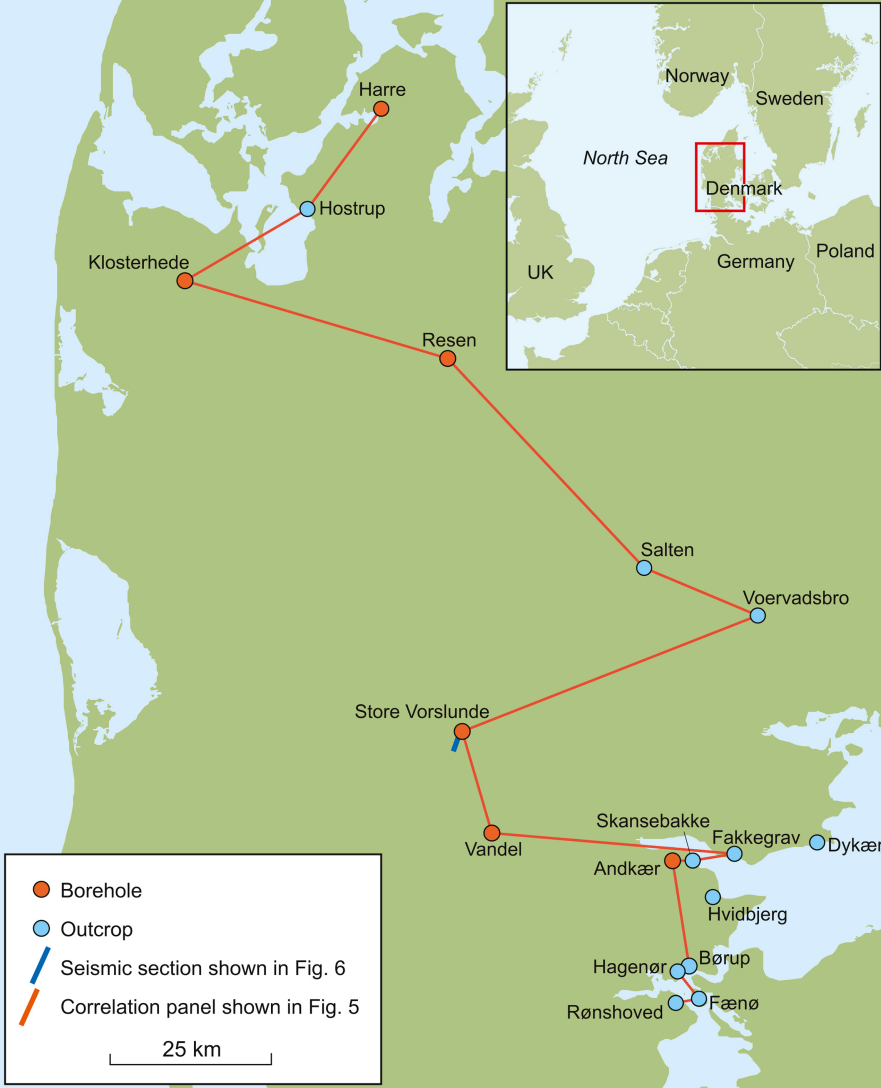 Harre
Hostrup
Klosterhede
Resen
Salten
Voervadsbro
Store Vorslunde
Vandel
Skansebakke
Fakkegrav
Dykær
Andkær
Hvidbjerg
Børup
Hagenør
Fænø
Rønshoved
Norway
Sweden
North Sea
Denmark
UK
Germany
Poland
Borehole
Outcrop
Seismic section shown in Fig. 6
Correlation panel shown in Fig. 5
25 km